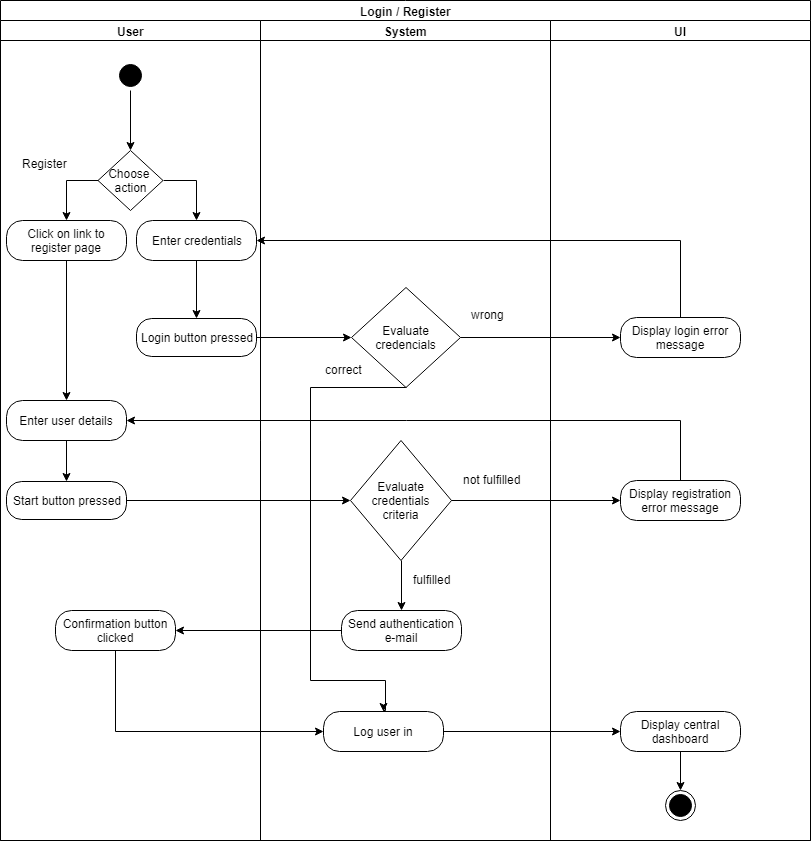 Login / Register
User
System
UI
Register
Choose
action
Click on link to
register page
Enter credentials
Login button pressed
Evaluate
credencials
wrong
Display login error
message
correct
Enter user details
Start button pressed
Evaluate
credentials
criteria
not fulfilled
Display registration
error message
fulfilled
Confirmation button
clicked
Send authentication
e-mail
Log user in
Display central
dashboard